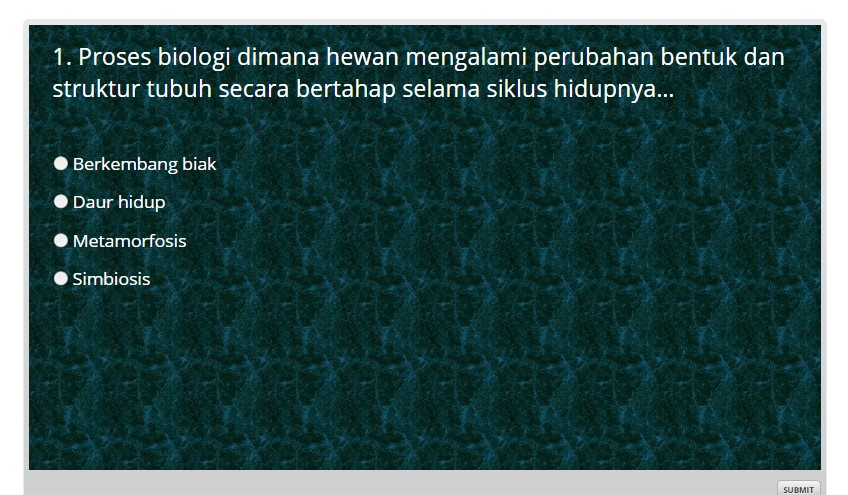 1. Proses biologi dimana hewan mengalami perubahan bentuk dan
struktur tubuh secara bertahap selama siklus hidupnya...
Berkembang biak
Daur hidup
Metamorfosis
Simbiosis
SUBMIT